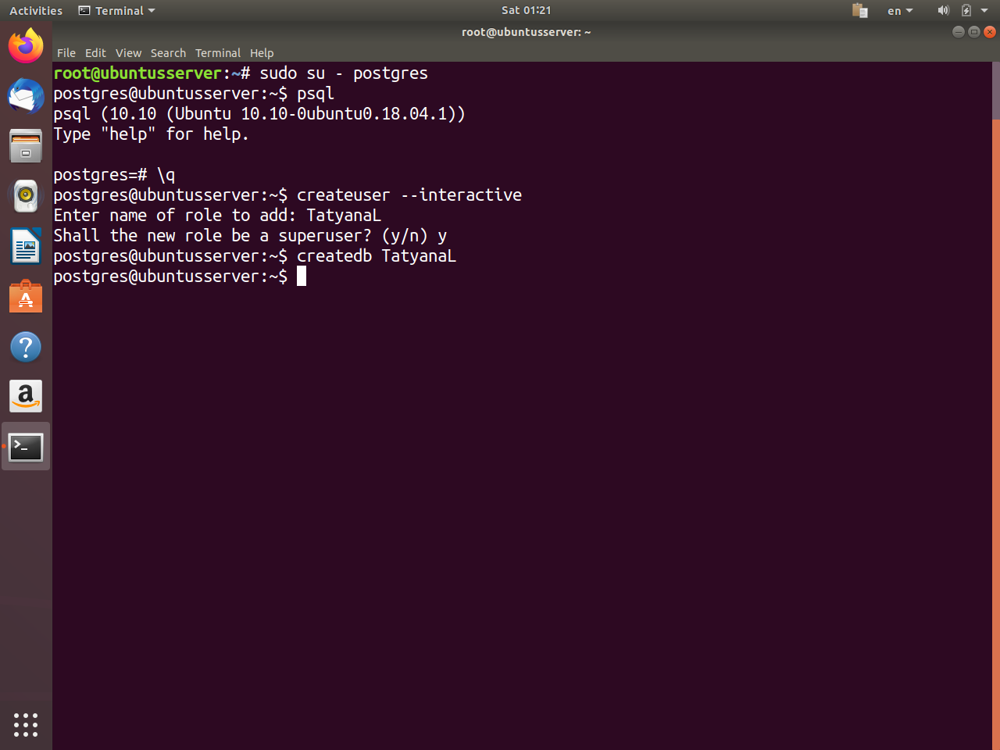 Activities Terminal Sat 01:21 en
root@ubuntusserver: ~
File Edit View Search Terminal Help
root@ubuntusserver:~# sudo su - postgres
postgres@ubuntusserver:~$ psql
psql (10.10 (Ubuntu 10.10-0ubuntu0.18.04.1))
Type "help" for help.
postgres=# \q
postgres@ubuntusserver:~$ createuser --interactive
Enter name of role to add: TatyanaL
Shall the new role be a superuser? (y/n) y
postgres@ubuntusserver:~$ createdb TatyanaL
postgres@ubuntusserver:~$